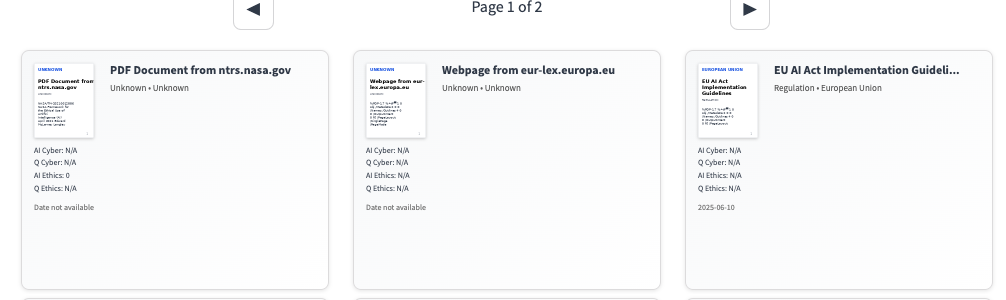 ◀
Page 1 of 2
▶
UNKNOWN
PDF Document from
ntrs.nasa.gov
PDF Document from ntrs.nasa.gov
Unknown • Unknown
AI Cyber: N/A
Q Cyber: N/A
AI Ethics: 0
Q Ethics: N/A
Date not available
UNKNOWN
Webpage from eur-
lex.europa.eu
Webpage from eur-lex.europa.eu
Unknown • Unknown
AI Cyber: N/A
Q Cyber: N/A
AI Ethics: N/A
Q Ethics: N/A
Date not available
EUROPEAN UNION
EU AI Act
Implementation
Guidelines
EU AI Act Implementation Guideli...
Regulation • European Union
AI Cyber: N/A
Q Cyber: N/A
AI Ethics: N/A
Q Ethics: N/A
2025-06-10